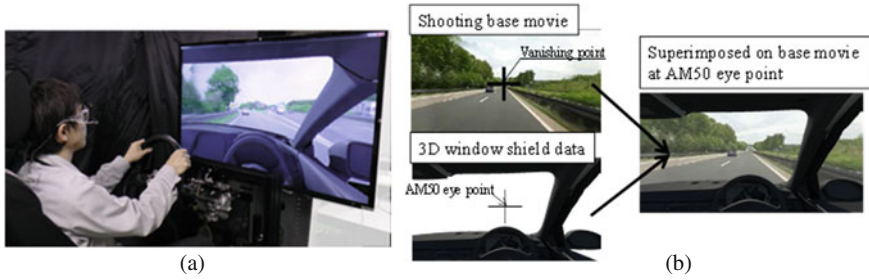 Shooting base movie
Vanishing point
Superimposed on base movie
at AM50 eye point
3D window shield data
AM50 eye point
(a)
(b)